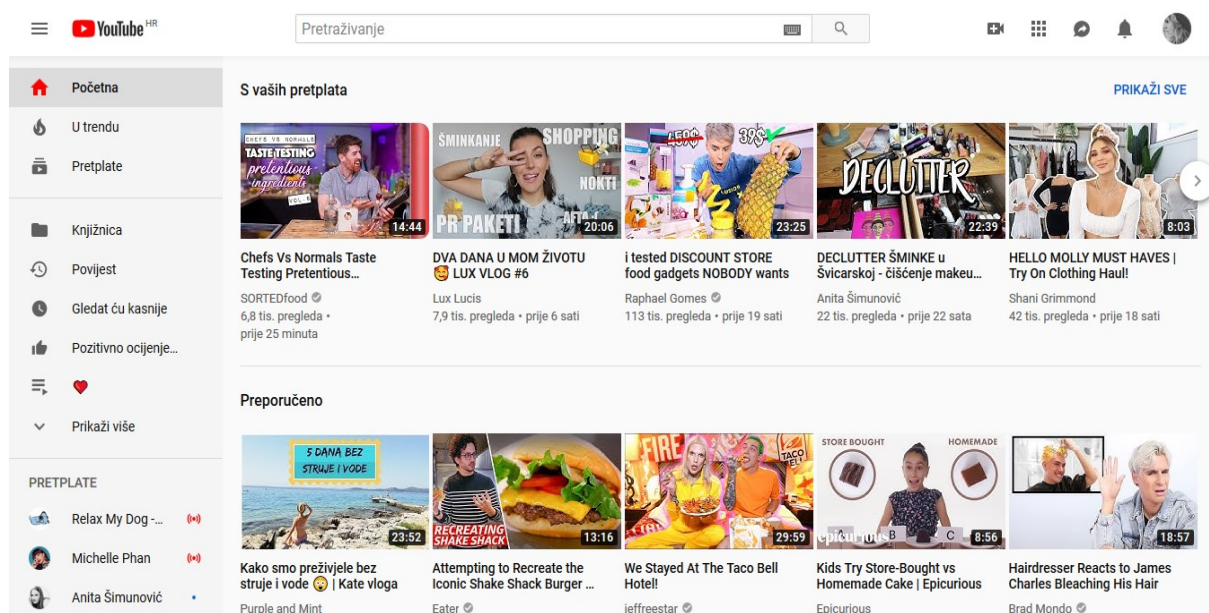 YouTube HR
Pretraživanje
Početna
U trendu
Pretplate
Knjižnica
Povijest
Gledat ću kasnije
Pozitivno ocijenje...
Prikaži više
PRETPLATE
Relax My Dog -...
Michelle Phan
Anita Šimunović
S vaših pretplata
PRIKAŽI SVE
CHEFS VS NORMALS
TASTE TESTING
pretentious
ingredients
14:44
ŠMINKANJE
SHOPPING
NOKTI
PR PAKETI
20:06
39¢
23:25
DECLUTTER
22:39
8:03
Chefs Vs Normals Taste
Testing Pretentious...
SORTEDfood
6,8 tis. pregleda •
prije 25 minuta
DVA DANA U MOM ŽIVOTU
🥰 LUX VLOG #6
Lux Lucis
7,9 tis. pregleda • prije 6 sati
i tested DISCOUNT STORE
food gadgets NOBODY wants
Raphael Gomes
113 tis. pregleda • prije 19 sati
DECLUTTER ŠMINKE u
Švicarskoj - čišćenje makeu...
Anita Šimunović
22 tis. pregleda • prije 22 sata
HELLO MOLLY MUST HAVES |
Try On Clothing Haul!
Shani Grimmond
42 tis. pregleda • prije 18 sati
Preporučeno
5 DANA BEZ
STRUJE I VODE
23:52
RECREATING
SHAKE SHACK
13:16
FIRE
TACO
BELL
29:59
STORE BOUGHT
HOMEMADE
A
B
C
epicurious
8:56
18:57
Kako smo preživjele bez
struje i vode 😱 | Kate vloga
Purple and Mint
Attempting to Recreate the
Iconic Shake Shack Burger ...
Eater
We Stayed At The Taco Bell
Hotel!
jeffreestar
Kids Try Store-Bought vs
Homemade Cake | Epicurious
Epicurious
Hairdresser Reacts to James
Charles Bleaching His Hair
Brad Mondo